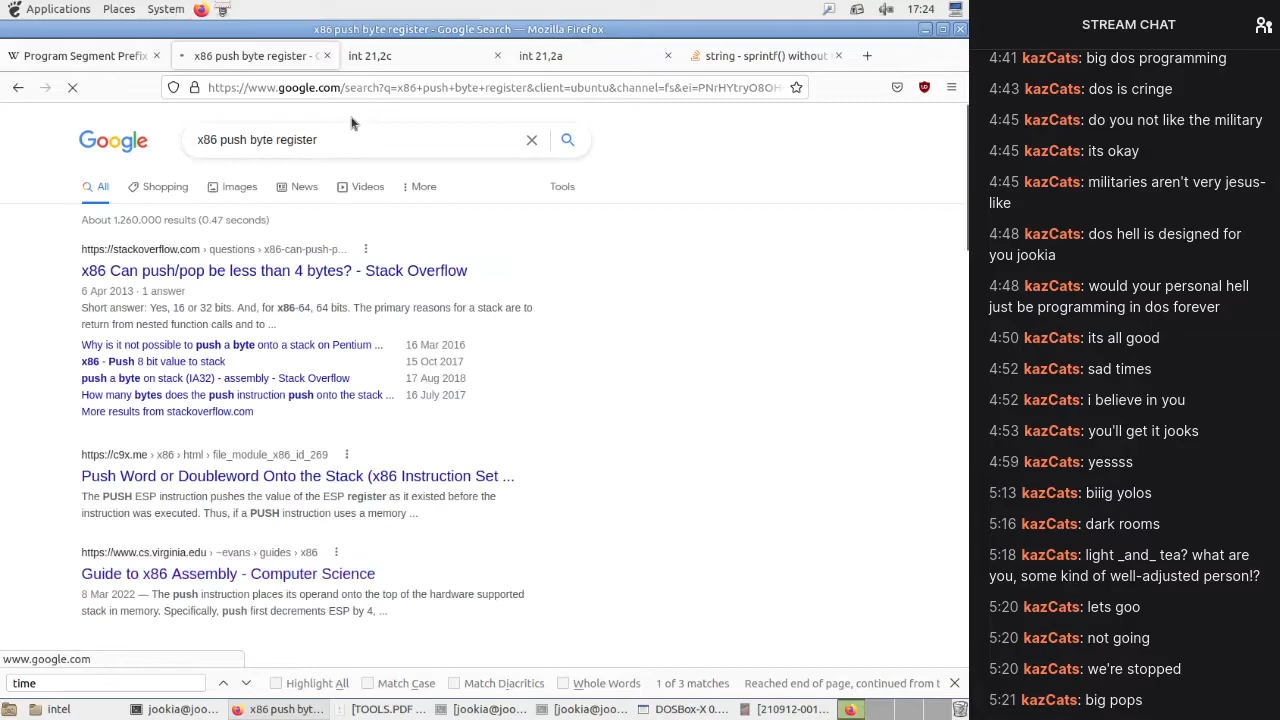 Applications Places System 17:24
x86 push byte register - Google Search — Mozilla Firefox
Program Segment Prefix x86 push byte register - G int 21,2c int 21,2a string - sprintf() without
https://www.google.com/search?q=x86+push+byte+register&client=ubuntu&channel=fs&ei=PNrHYtryO8OH
Google x86 push byte register
All Shopping Images News Videos More Tools
About 1,260,000 results (0.47 seconds)
https://stackoverflow.com › questions › x86-can-push-p...
x86 Can push/pop be less than 4 bytes? - Stack Overflow
6 Apr 2013 · 1 answer
Short answer: Yes, 16 or 32 bits. And, for x86-64, 64 bits. The primary reasons for a stack are to
return from nested function calls and to ...
Why is it not possible to push a byte onto a stack on Pentium ... 16 Mar 2016
x86 - Push 8 bit value to stack 15 Oct 2017
push a byte on stack (IA32) - assembly - Stack Overflow 17 Aug 2018
How many bytes does the push instruction push onto the stack ... 16 July 2017
More results from stackoverflow.com
https://c9x.me › x86 › html › file_module_x86_id_269
Push Word or Doubleword Onto the Stack (x86 Instruction Set ...
The PUSH ESP instruction pushes the value of the ESP register as it existed before the
instruction was executed. Thus, if a PUSH instruction uses a memory ...
https://www.cs.virginia.edu › ~evans › guides › x86
Guide to x86 Assembly - Computer Science
8 Mar 2022 — The push instruction places its operand onto the top of the hardware supported
stack in memory. Specifically, push first decrements ESP by 4, ...
www.google.com
time Highlight All Match Case Match Diacritics Whole Words 1 of 3 matches Reached end of page, continued from t
intel jookia@joo... x86 push byt... [TOOLS.PDF ... [jookia@joo... [jookia@joo... DOSBox-X 0.... [210912-001...
STREAM CHAT
4:41 kazCats: big dos programming
4:43 kazCats: dos is cringe
4:45 kazCats: do you not like the military
4:45 kazCats: its okay
4:45 kazCats: militaries aren't very jesus-
like
4:48 kazCats: dos hell is designed for
you jookia
4:48 kazCats: would your personal hell
just be programming in dos forever
4:50 kazCats: its all good
4:52 kazCats: sad times
4:52 kazCats: i believe in you
4:53 kazCats: you'll get it jooks
4:59 kazCats: yessss
5:13 kazCats: biiig yolos
5:16 kazCats: dark rooms
5:18 kazCats: light _and_ tea? what are
you, some kind of well-adjusted person!?
5:20 kazCats: lets goo
5:20 kazCats: not going
5:20 kazCats: we're stopped
5:21 kazCats: big pops